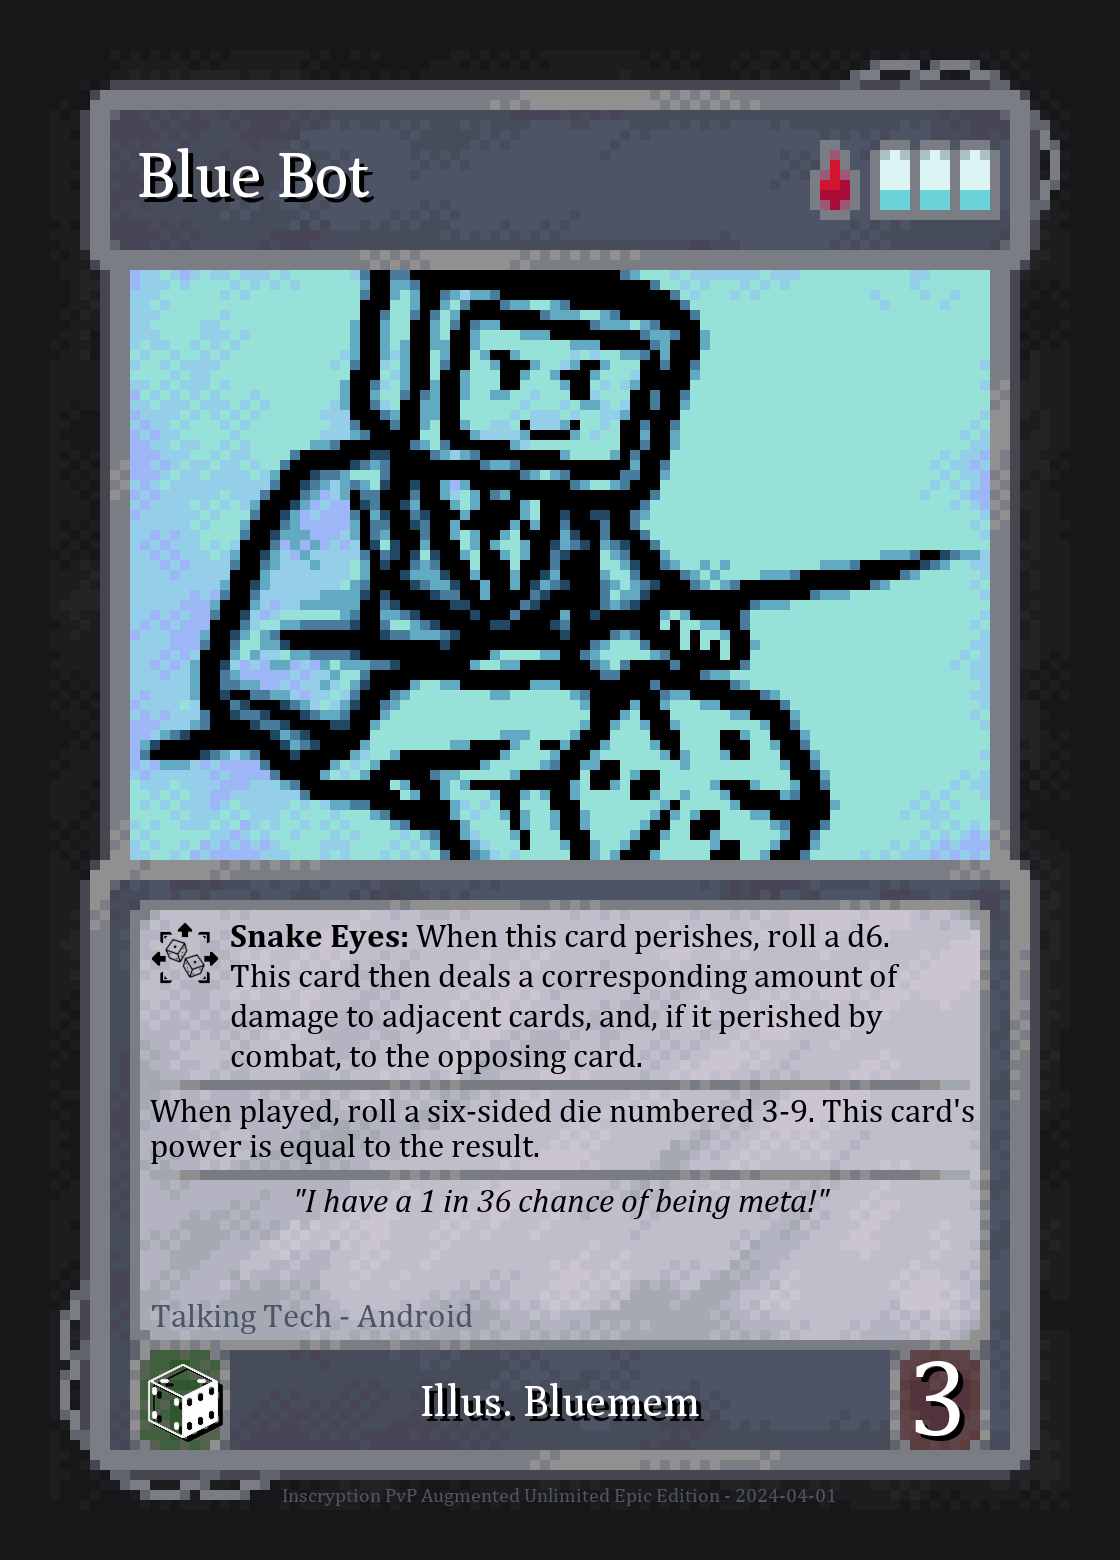 Blue Bot
Snake Eyes: When this card perishes, roll a d6.
This card then deals a corresponding amount of
damage to adjacent cards, and, if it perished by
combat, to the opposing card.
When played, roll a six-sided die numbered 3-9. This card's
power is equal to the result.
"I have a 1 in 36 chance of being meta!"
Talking Tech - Android
Illus. Bluemem
3
Inscryption PvP Augmented Unlimited Epic Edition - 2024-04-01